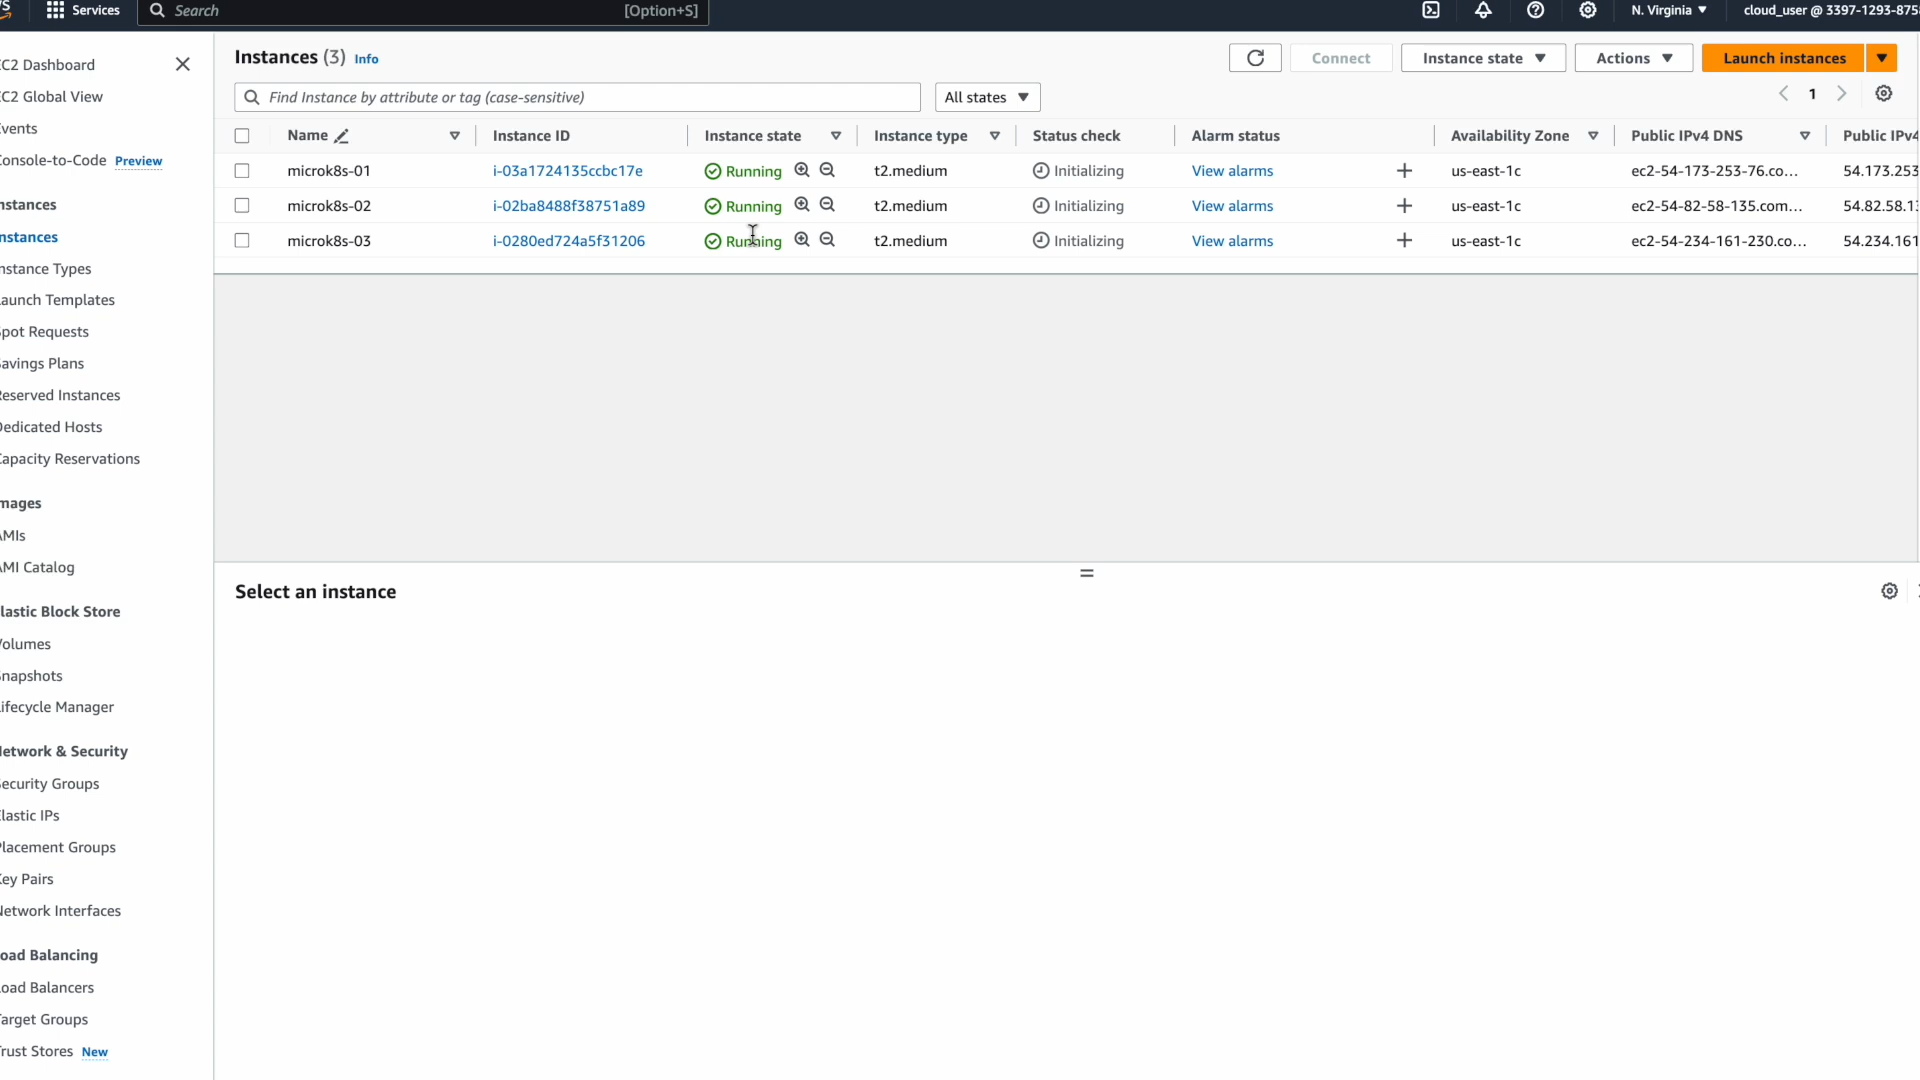 Services Search [Option+S] N. Virginia cloud_user @ 3397-1293-875
C2 Dashboard
C2 Global View
vents
onsole-to-Code Preview
nstances
nstances
nstance Types
aunch Templates
pot Requests
avings Plans
eserved Instances
edicated Hosts
apacity Reservations
mages
MIs
MI Catalog
lastic Block Store
olumes
napshots
ifecycle Manager
etwork & Security
ecurity Groups
lastic IPs
lacement Groups
ey Pairs
etwork Interfaces
oad Balancing
oad Balancers
arget Groups
rust Stores New
Instances (3) Info Connect Instance state Actions Launch instances
Find Instance by attribute or tag (case-sensitive) All states 1
Name Instance ID Instance state Instance type Status check Alarm status Availability Zone Public IPv4 DNS Public IPv4
microk8s-01 i-03a1724135ccbc17e Running t2.medium Initializing View alarms us-east-1c ec2-54-173-253-76.co... 54.173.253
microk8s-02 i-02ba8488f38751a89 Running t2.medium Initializing View alarms us-east-1c ec2-54-82-58-135.com... 54.82.58.1
microk8s-03 i-0280ed724a5f31206 Running t2.medium Initializing View alarms us-east-1c ec2-54-234-161-230.co... 54.234.161
Select an instance